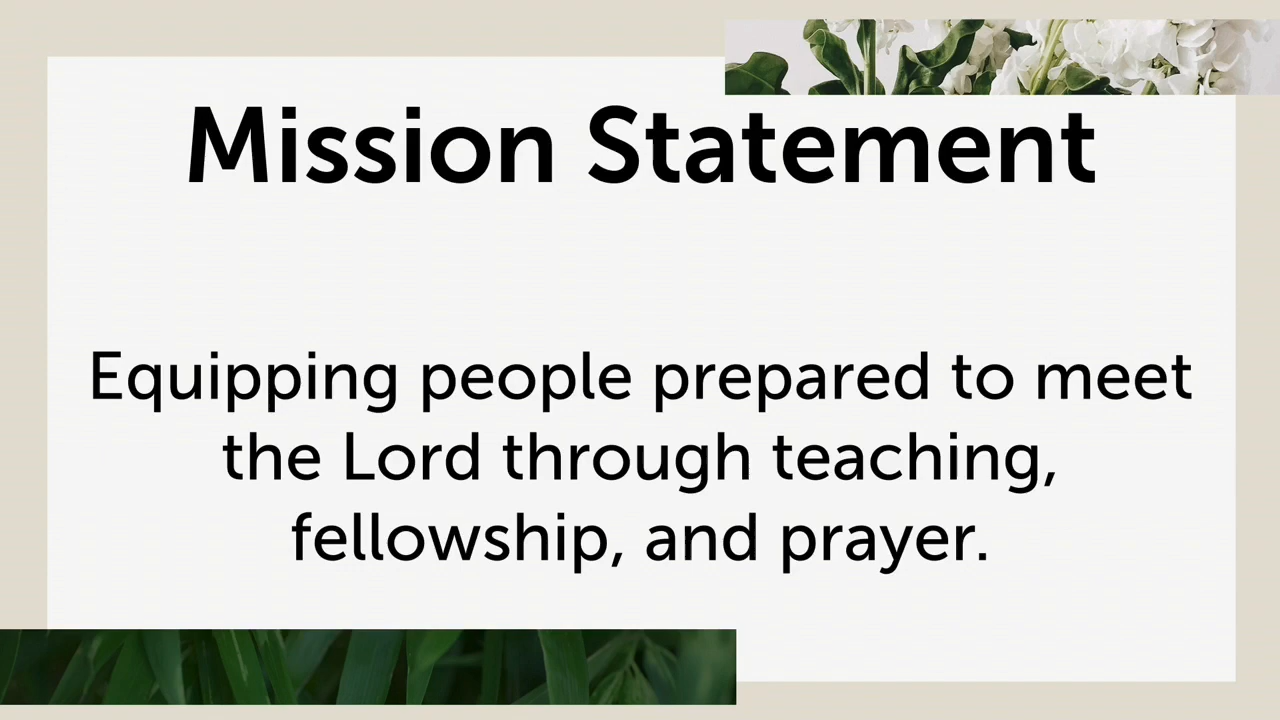 Mission Statement
Equipping people prepared to meet
the Lord through teaching,
fellowship, and prayer.